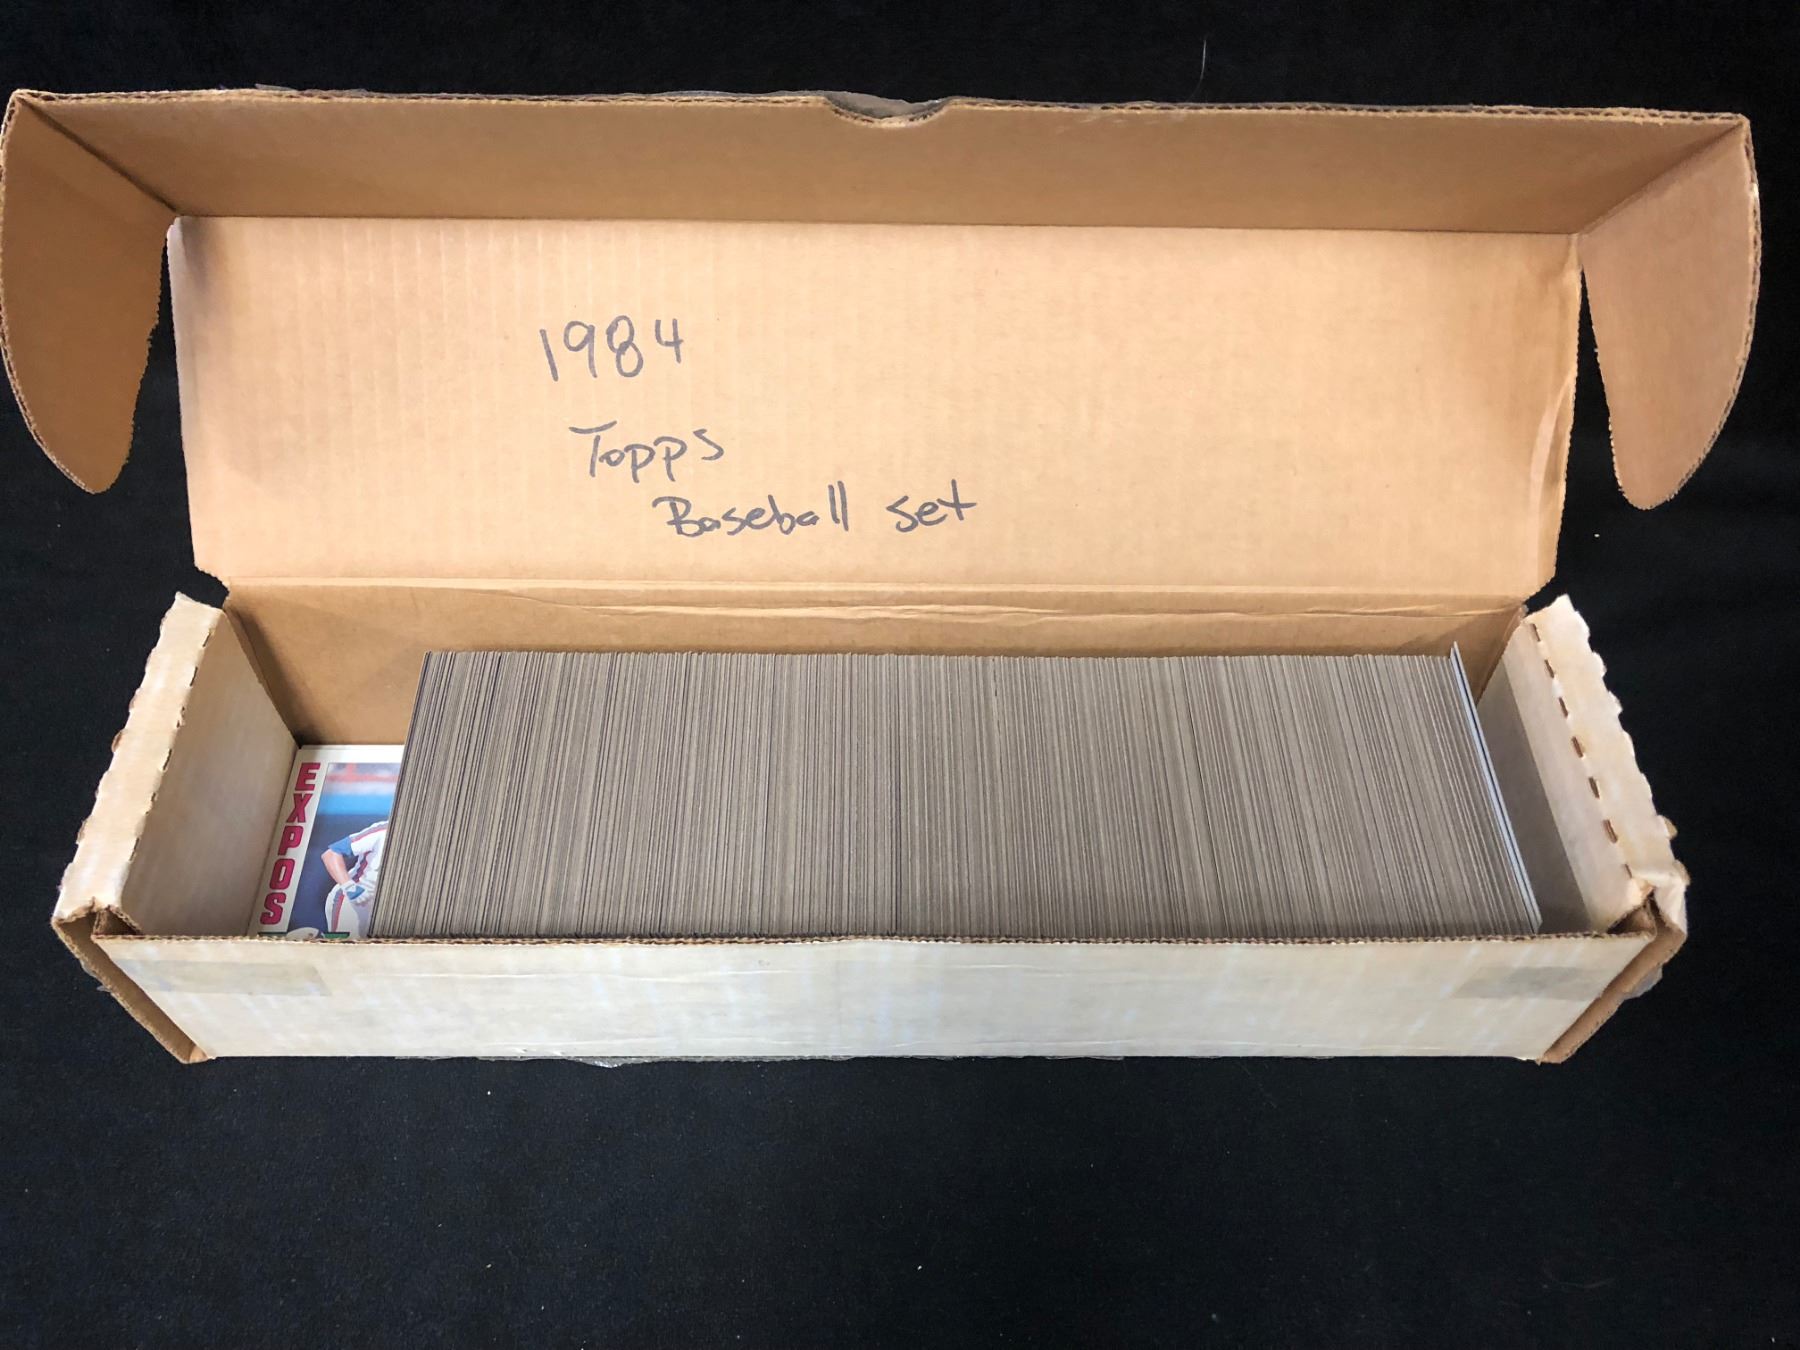 1984
Topps
Baseball set
EXPOS